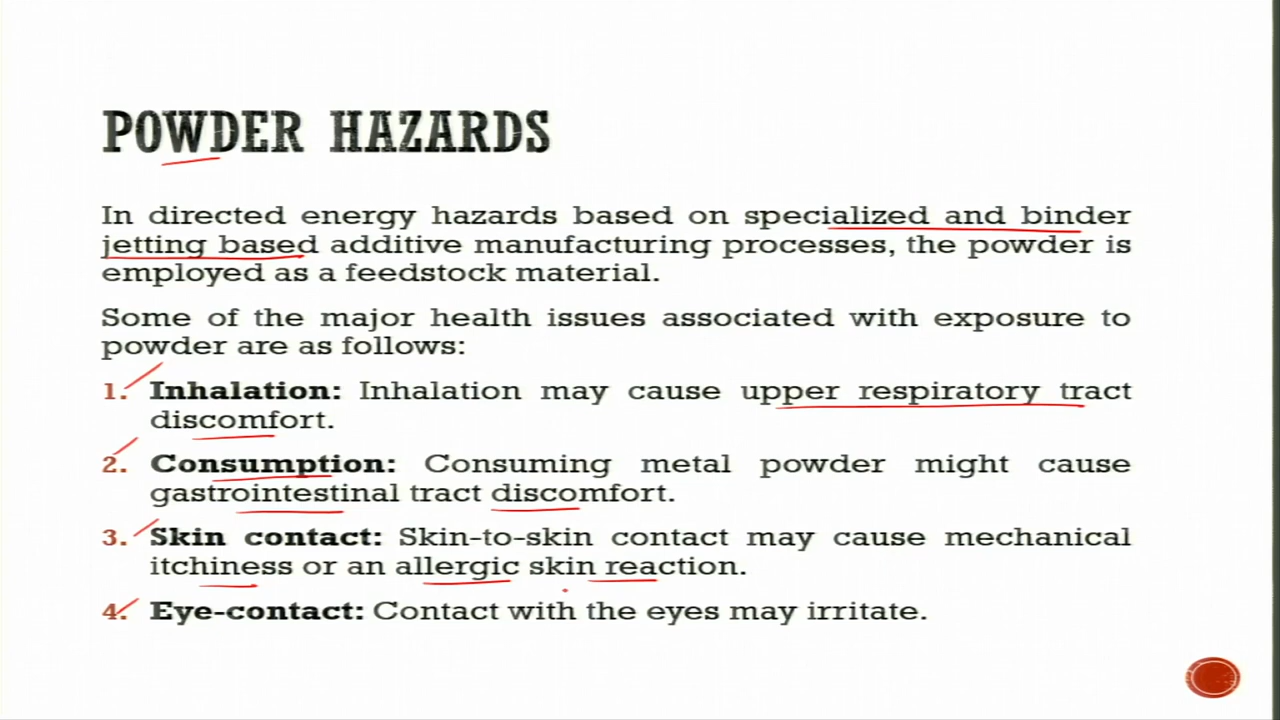 POWDER HAZARDS
In directed energy hazards based on specialized and binder
jetting based additive manufacturing processes, the powder is
employed as a feedstock material.
Some of the major health issues associated with exposure to
powder are as follows:
1. Inhalation: Inhalation may cause upper respiratory tract
discomfort.
2. Consumption: Consuming metal powder might cause
gastrointestinal tract discomfort.
3. Skin contact: Skin-to-skin contact may cause mechanical
itchiness or an allergic skin reaction.
4. Eye-contact: Contact with the eyes may irritate.